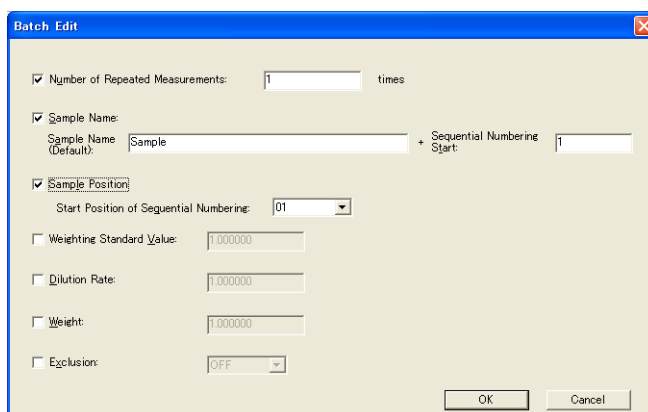 Batch Edit
Number of Repeated Measurements: 1 times
Sample Name:
Sample Name (Default): Sample + Sequential Numbering Start: 1
Sample Position
Start Position of Sequential Numbering: 01
Weighting Standard Value: 1.000000
Dilution Rate: 1.000000
Weight: 1.000000
Exclusion: OFF
OK Cancel